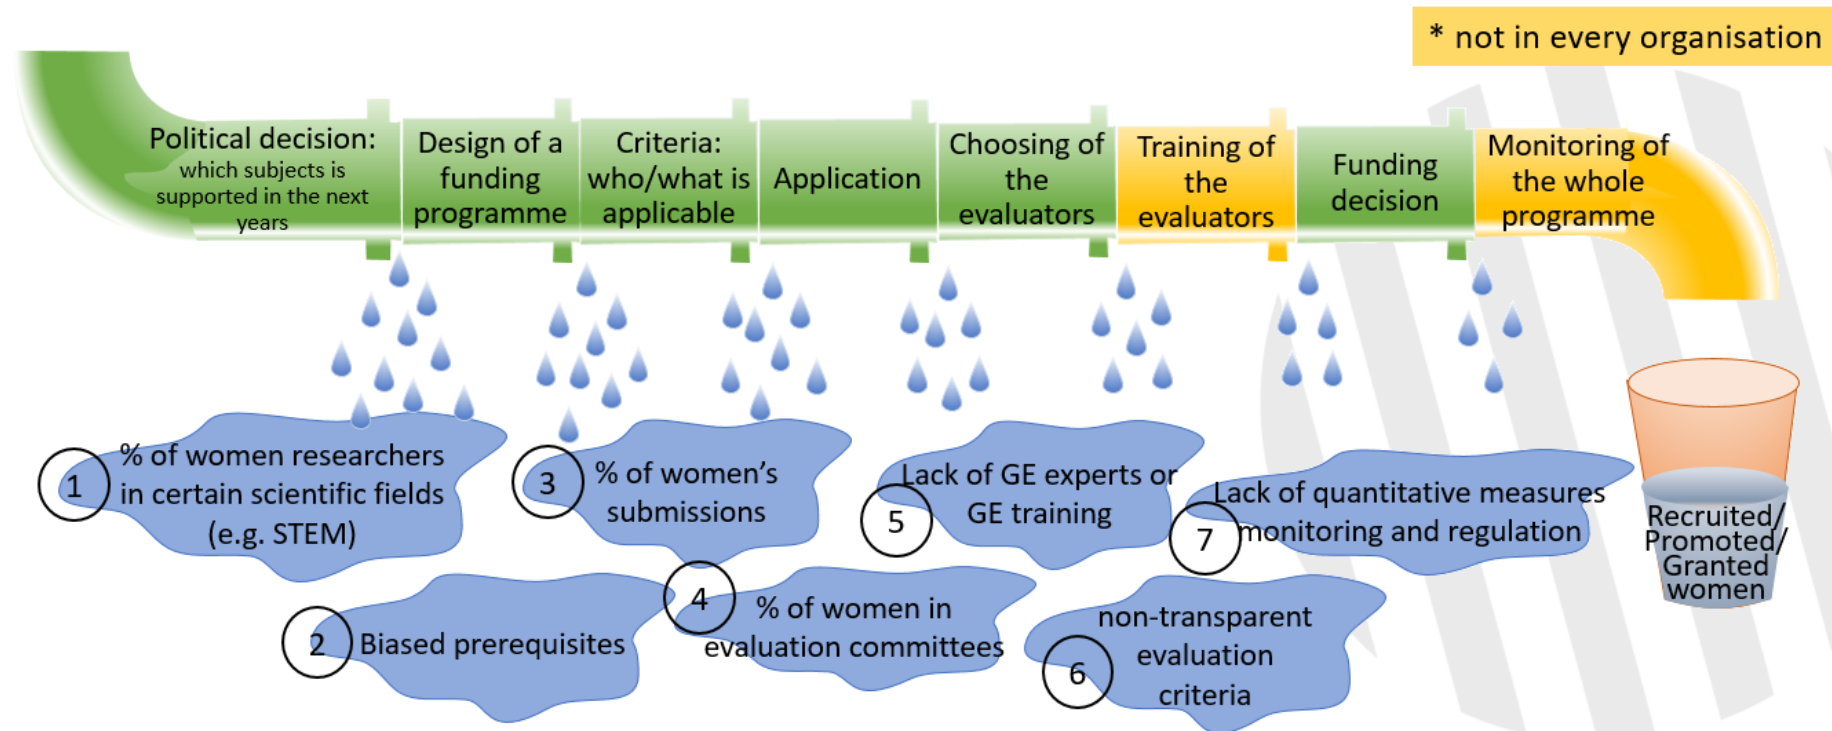 * not in every organisation
Political decision:
which subjects is
supported in the next
years
Design of a
funding
programme
Criteria:
who/what is
applicable
Application
Choosing of
the
evaluators
Training of
the
evaluators
Funding
decision
Monitoring of
the whole
programme
1
% of women researchers
in certain scientific fields
(e.g. STEM)
2
Biased prerequisites
3
% of women’s
submissions
4
% of women in
evaluation committees
5
Lack of GE experts or
GE training
6
non-transparent
evaluation
criteria
7
Lack of quantitative measures
monitoring and regulation
Recruited/
Promoted/
Granted
women